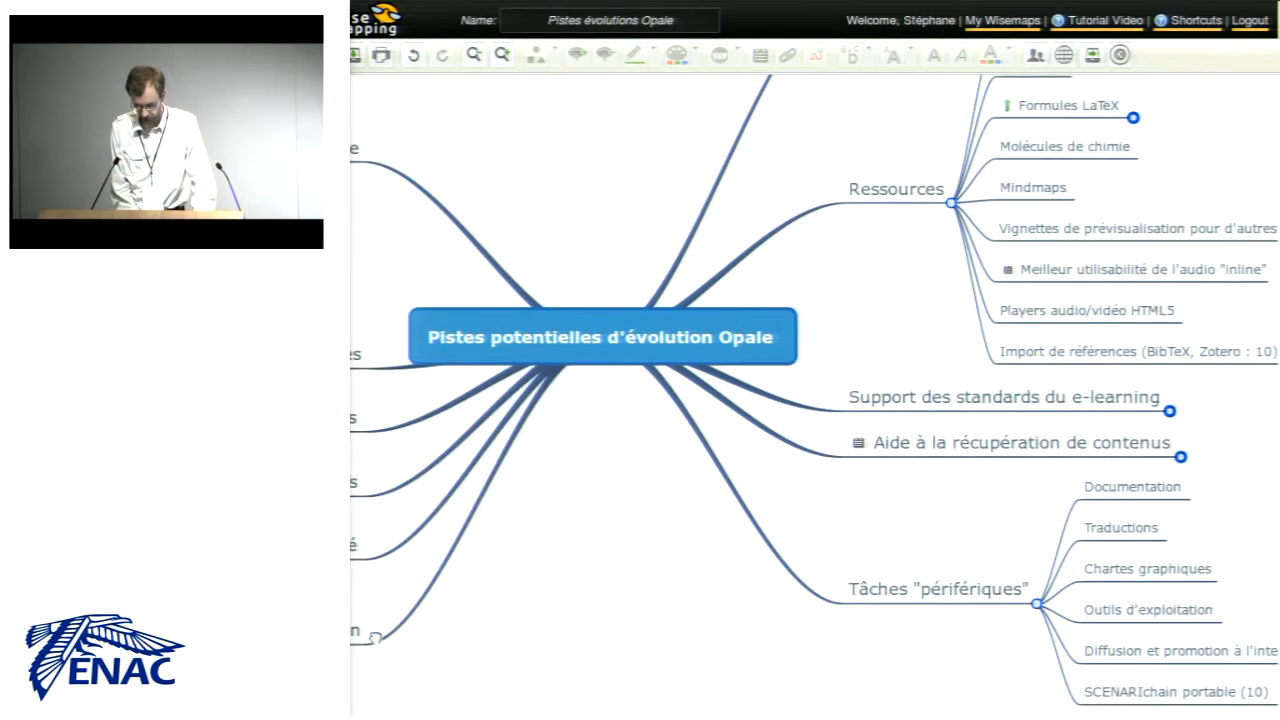 Name: Pistes évolutions Opale
Welcome, Stéphane | My Wisemaps | Tutorial Video | Shortcuts | Logout
Formules LaTeX
Molécules de chimie
Ressources
Mindmaps
Vignettes de prévisualisation pour d'autres
Meilleur utilisabilité de l'audio "inline"
Players audio/vidéo HTML5
Import de références (BibTeX, Zotero : 10)
Pistes potentielles d'évolution Opale
Support des standards du e-learning
Aide à la récupération de contenus
Documentation
Traductions
Chartes graphiques
Tâches "périfériques"
Outils d'exploitation
Diffusion et promotion à l'inte
SCENARIchain portable (10)
ENAC